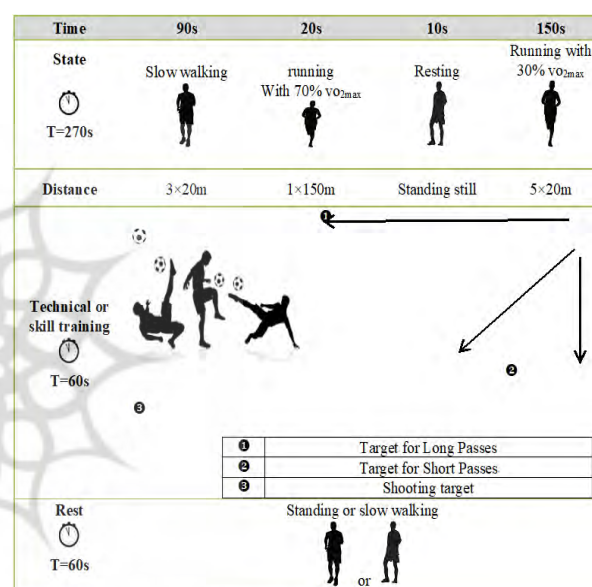 Time 90s 20s 10s 150s
State Slow walking running With 70% vo2max Resting Running with 30% vo2max
T=270s
Distance 3×20m 1×150m Standing still 5×20m
❶
Technical or
skill training
T=60s
❷
❸
❶ Target for Long Passes
❷ Target for Short Passes
❸ Shooting target
Rest Standing or slow walking
T=60s
or